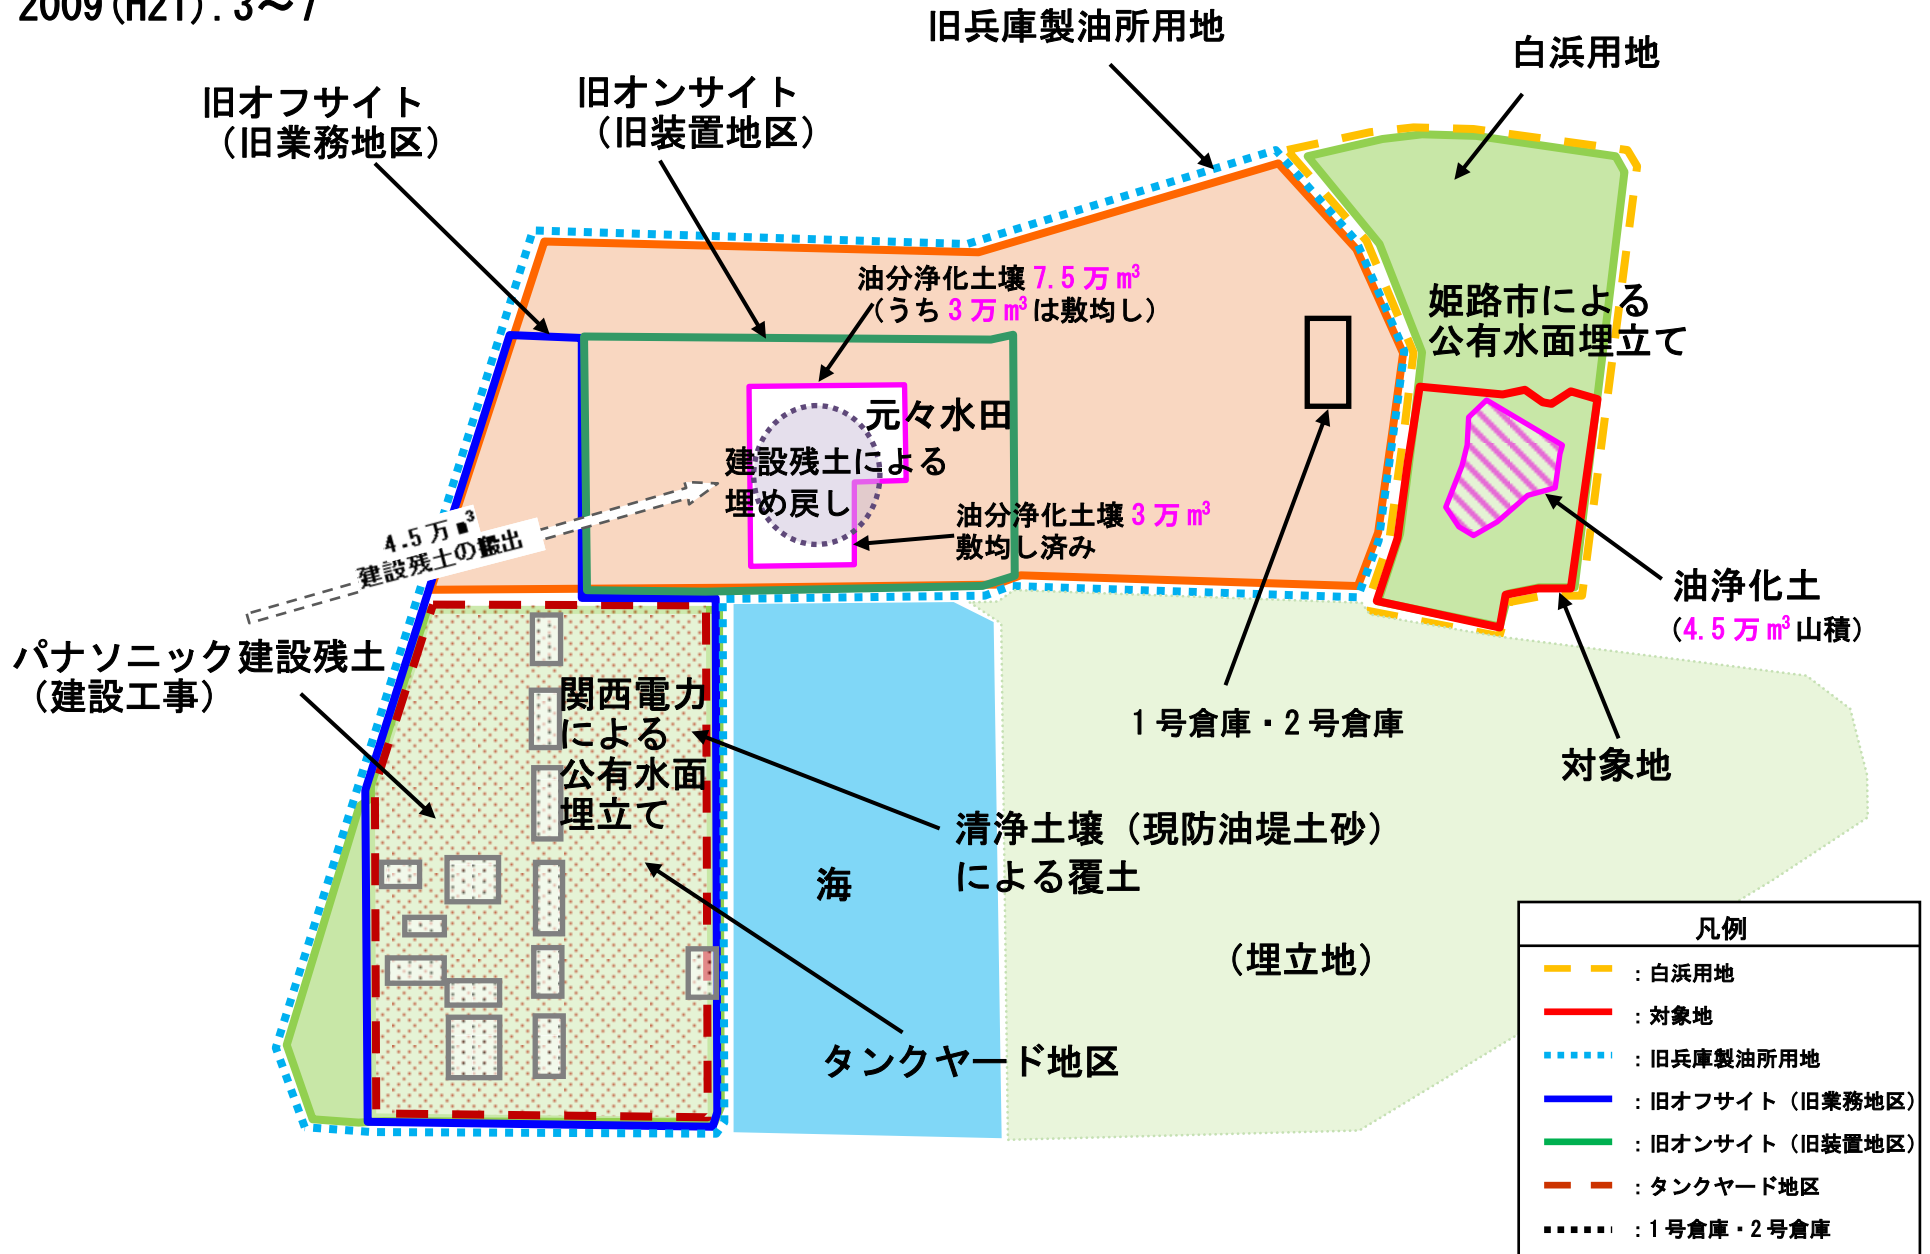 2009(H21).3～7
旧兵庫製油所用地
白浜用地
旧オフサイト
（旧業務地区）
旧オンサイト
（旧装置地区）
油分浄化土壌 7.5 万㎥
（うち 3 万㎥は敷均し）
姫路市による
公有水面埋立て
元々水田
建設残土による
埋め戻し
4.5 万㎥
建設残土の搬出
油分浄化土壌 3 万㎥
敷均し済み
油浄化土
（4.5 万㎥山積）
パナソニック建設残土
（建設工事）
関西電力
による
公有水面
埋立て
1 号倉庫・2 号倉庫
対象地
清浄土壌（現防油堤土砂）
による覆土
海
（埋立地）
タンクヤード地区
凡例
：白浜用地
：対象地
：旧兵庫製油所用地
：旧オフサイト（旧業務地区）
：旧オンサイト（旧装置地区）
：タンクヤード地区
：1 号倉庫・2 号倉庫